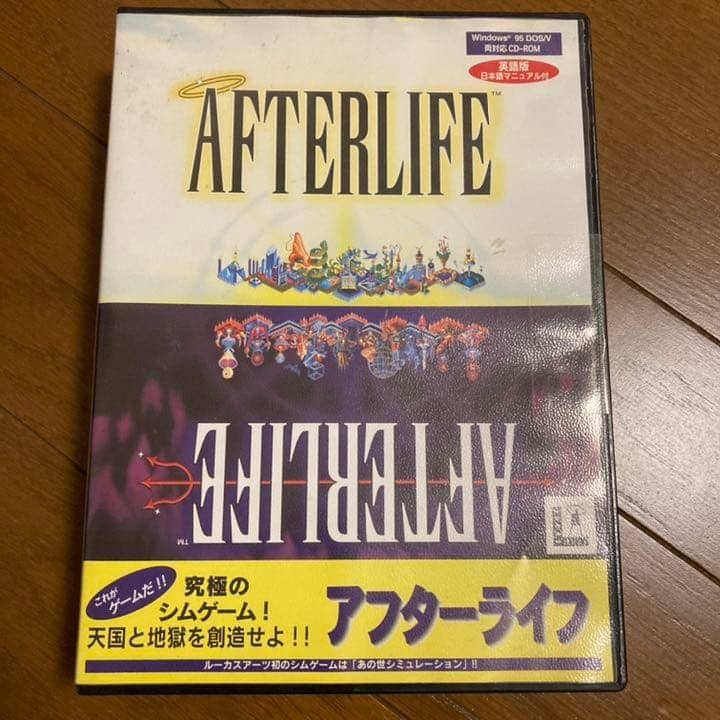 Windows® 95 DOS/V
両対応 CD-ROM
英語版
日本語マニュアル付
AFTERLIFE™
AFTERLIFE™
これが
ゲームだ!!
究極の
シムゲーム!
天国と地獄を創造せよ!!
アフターライフ
ルーカスアーツ初のシムゲームは「あの世シミュレーション」!!